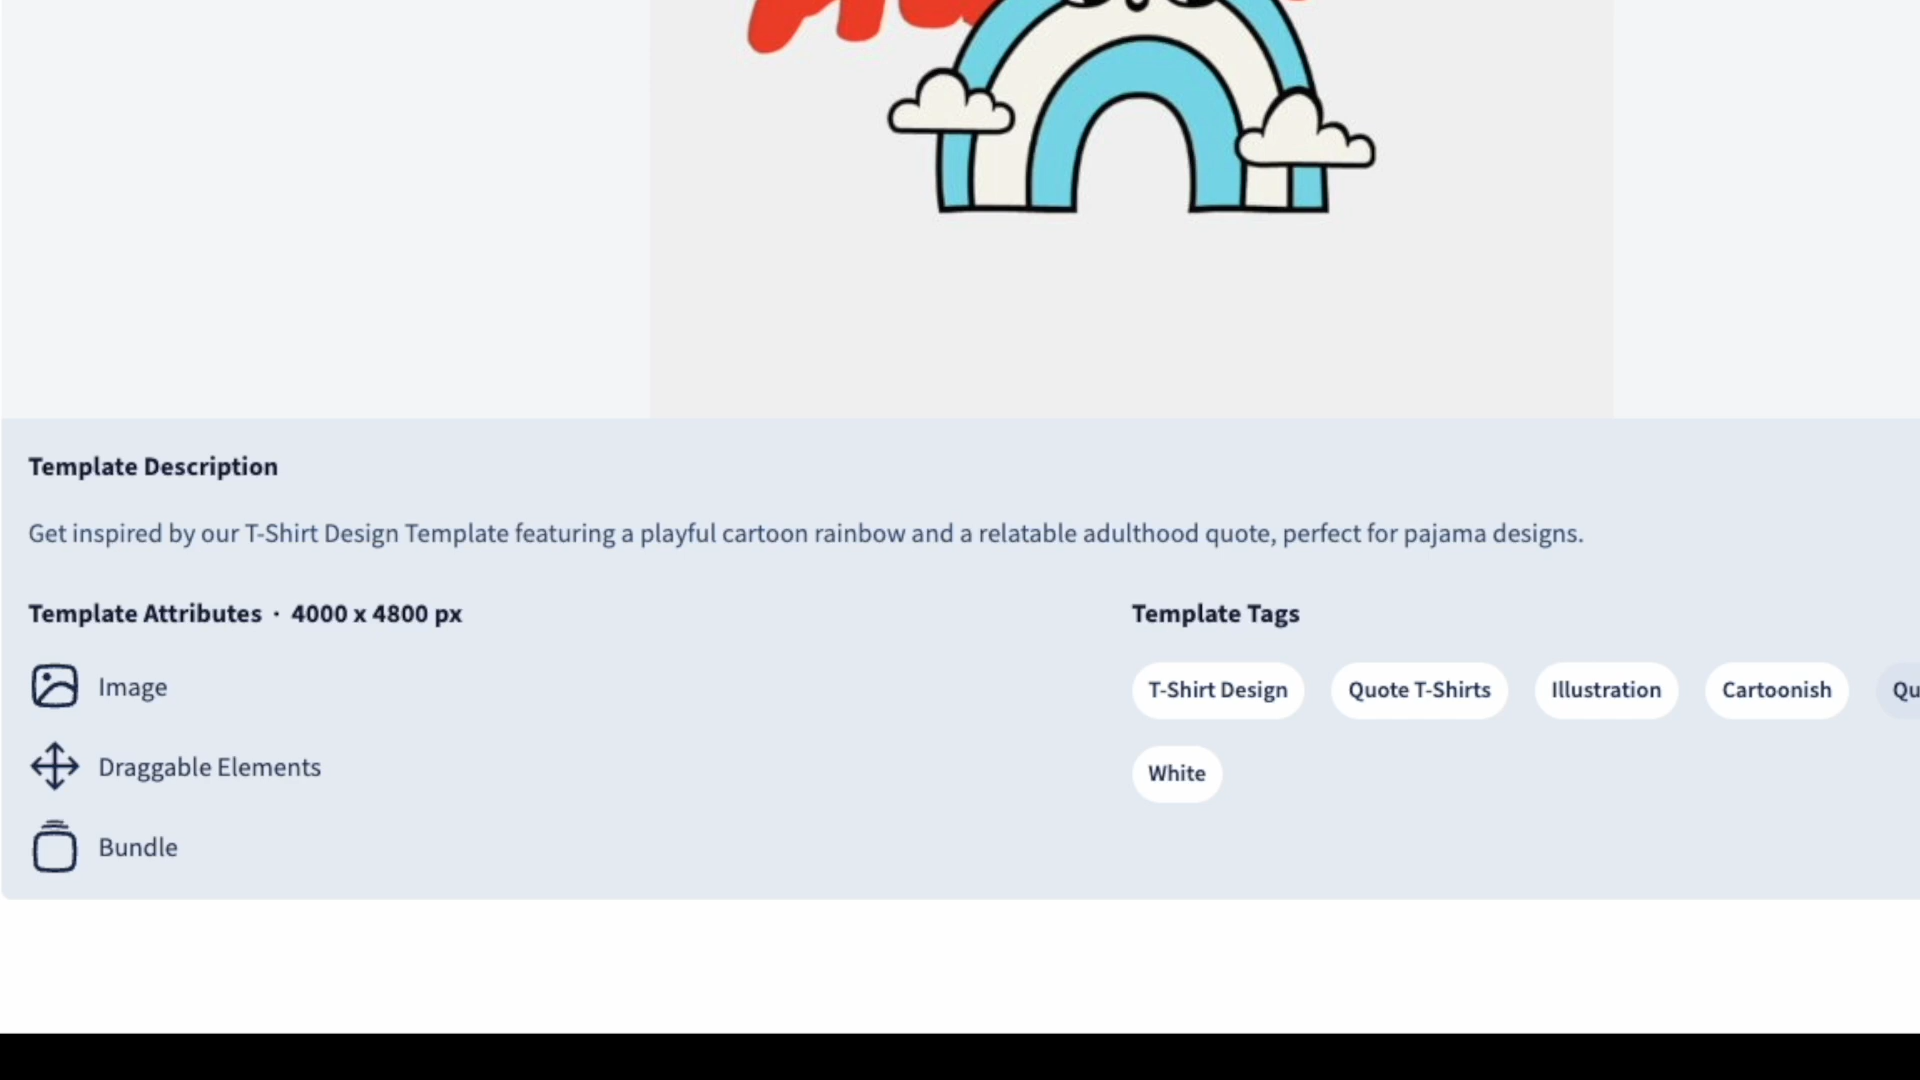 Template Description
Get inspired by our T-Shirt Design Template featuring a playful cartoon rainbow and a relatable adulthood quote, perfect for pajama designs.
Template Attributes · 4000 x 4800 px
Template Tags
Image
T-Shirt Design Quote T-Shirts Illustration Cartoonish
Draggable Elements
White
Bundle